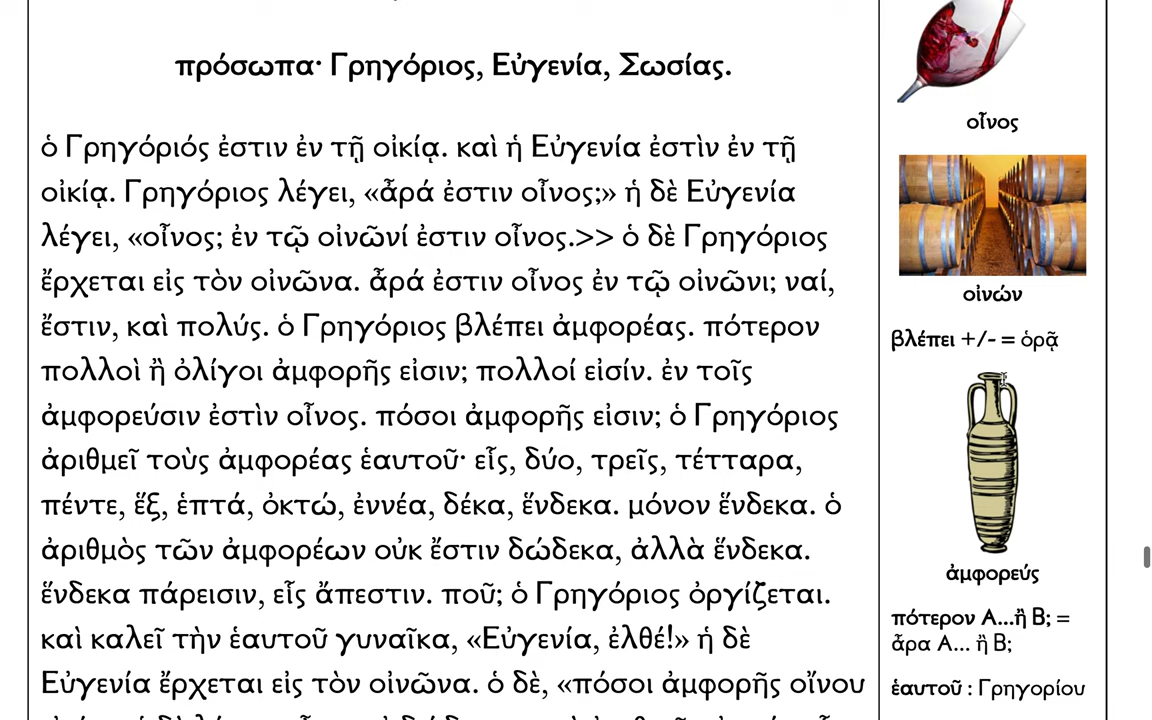 πρόσωπα· Γρηγόριος, Εὐγενία, Σωσίας.
ὁ Γρηγόριός ἐστιν ἐν τῇ οἰκίᾳ. καὶ ἡ Εὐγενία ἐστὶν ἐν τῇ
οἰκίᾳ. Γρηγόριος λέγει, «ἆρά ἐστιν οἶνος;» ἡ δὲ Εὐγενία
λέγει, «οἶνος; ἐν τῷ οἰνῶνί ἐστιν οἶνος.>> ὁ δὲ Γρηγόριος
ἔρχεται εἰς τὸν οἰνῶνα. ἆρά ἐστιν οἶνος ἐν τῷ οἰνῶνι; ναί,
ἔστιν, καὶ πολύς. ὁ Γρηγόριος βλέπει ἀμφορέας. πότερον
πολλοὶ ἢ ὀλίγοι ἀμφορῆς εἰσιν; πολλοί εἰσίν. ἐν τοῖς
ἀμφορεύσιν ἐστὶν οἶνος. πόσοι ἀμφορῆς εἰσιν; ὁ Γρηγόριος
ἀριθμεῖ τοὺς ἀμφορέας ἑαυτοῦ· εἷς, δύο, τρεῖς, τέτταρα,
πέντε, ἕξ, ἑπτά, ὀκτώ, ἐννέα, δέκα, ἕνδεκα. μόνον ἕνδεκα. ὁ
ἀριθμὸς τῶν ἀμφορέων οὐκ ἔστιν δώδεκα, ἀλλὰ ἕνδεκα.
ἕνδεκα πάρεισιν, εἷς ἄπεστιν. ποῦ; ὁ Γρηγόριος ὀργίζεται.
καὶ καλεῖ τὴν ἑαυτοῦ γυναῖκα, «Εὐγενία, ἐλθέ!» ἡ δὲ
Εὐγενία ἔρχεται εἰς τὸν οἰνῶνα. ὁ δὲ, «πόσοι ἀμφορῆς οἴνου
οἶνος
οἰνών
βλέπει +/- = ὁρᾷ
ἀμφορεύς
πότερον Α...ἢ Β; =
ἆρα Α... ἢ Β;
ἑαυτοῦ : Γρηγορίου